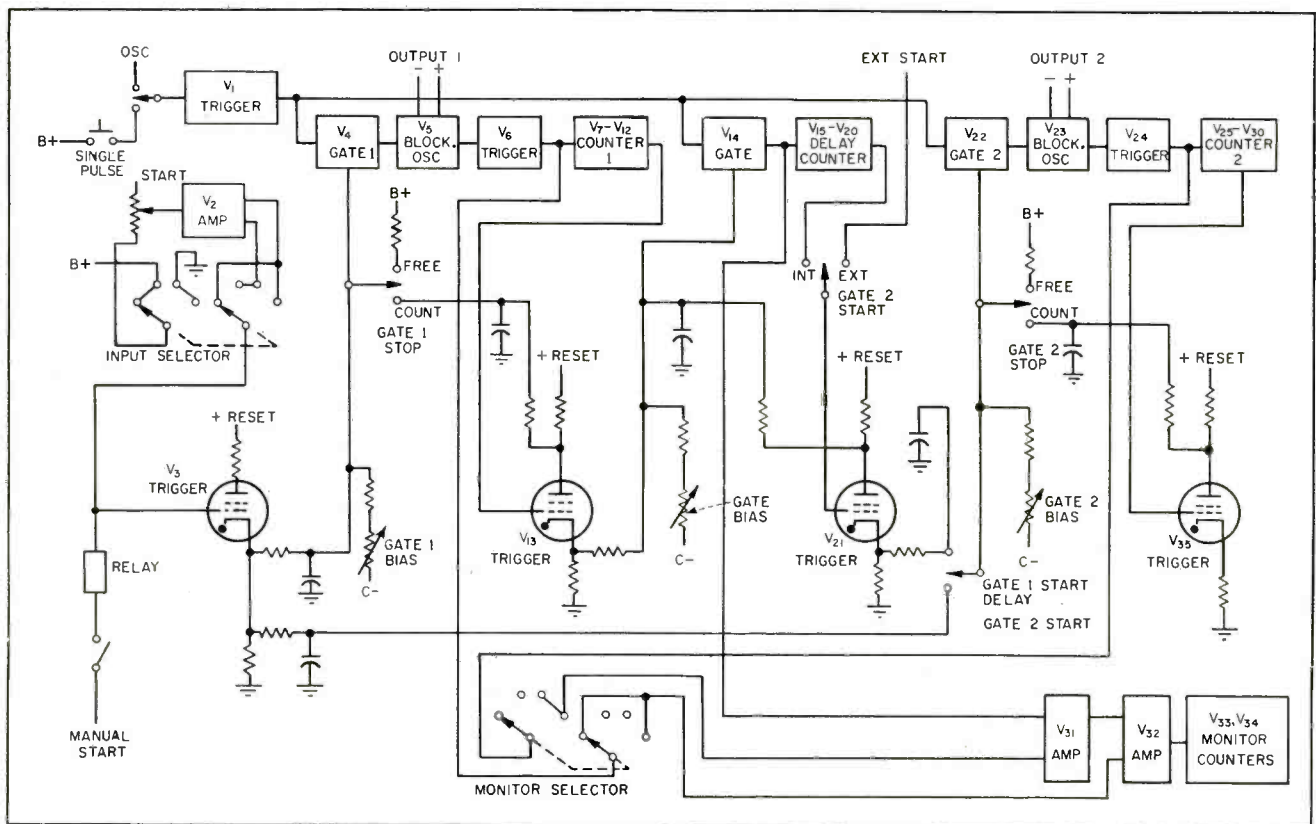 OSC
V1
TRIGGER
B+
SINGLE
PULSE
OUTPUT 1
- +
V4
GATE 1
V5
BLOCK.
OSC
V6
TRIGGER
V7-V12
COUNTER
1
EXT START
V14
GATE
V15-V20
DELAY
COUNTER
OUTPUT 2
- +
V22
GATE 2
V23
BLOCK.
OSC
V24
TRIGGER
V25-V30
COUNTER
2
START
V2
AMP
B+
INPUT SELECTOR
B+
FREE
COUNT
GATE 1
STOP
INT
EXT
GATE 2
START
B+
FREE
COUNT
GATE 2
STOP
+ RESET
V3
TRIGGER
GATE 1
BIAS
C-
+ RESET
V13
TRIGGER
GATE
BIAS
C-
+ RESET
V21
TRIGGER
GATE 2
BIAS
C-
+ RESET
V35
TRIGGER
GATE 1 START
DELAY
GATE 2 START
RELAY
MANUAL
START
MONITOR SELECTOR
V31
AMP
V32
AMP
V33, V34
MONITOR
COUNTERS